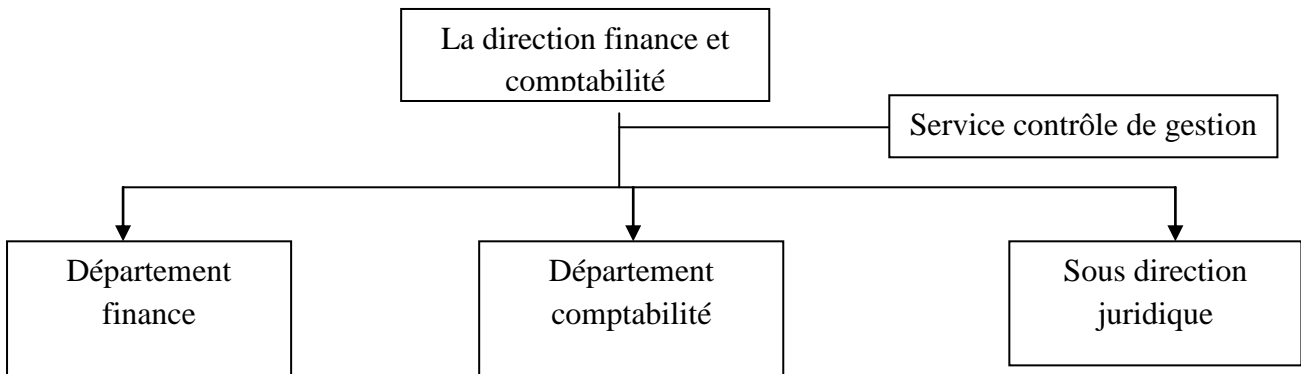 La direction finance et
comptabilité
Service contrôle de gestion
Département
finance
Département
comptabilité
Sous direction
juridique